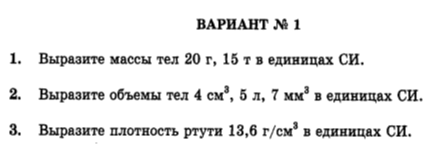 ВАРИАНТ № 1
1. Выразите массы тел 20 г, 15 т в единицах СИ.
2. Выразите объемы тел 4 см³, 5 л, 7 мм³ в единицах СИ.
3. Выразите плотность ртути 13,6 г/см³ в единицах СИ.